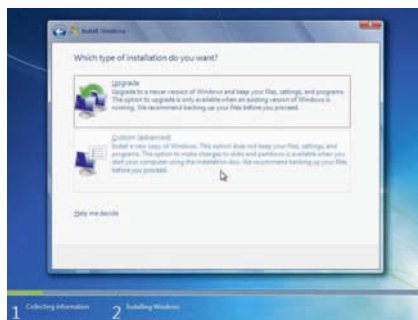 Install Windows
Which type of installation do you want?
Upgrade
Upgrade to a newer version of Windows and keep your files, settings, and programs.
The option to upgrade is only available when an existing version of Windows is
running. We recommend backing up your files before you proceed.
Custom (advanced)
Install a new copy of Windows. This option does not keep your files, settings, and
programs. The option to make changes to disks and partitions is available when you
start your computer using the installation disc. We recommend backing up your files
before you proceed.
Help me decide
1 Collecting information
2 Installing Windows